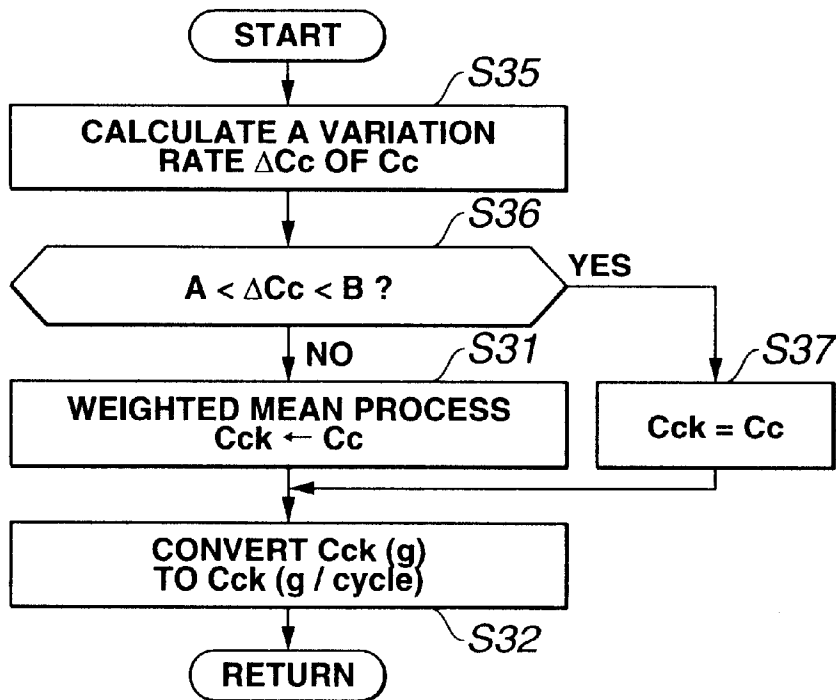 START
S35
CALCULATE A VARIATION
RATE ΔCc OF Cc
S36
A < ΔCc < B ?
YES
NO
S31
S37
WEIGHTED MEAN PROCESS
Cck ← Cc
Cck = Cc
CONVERT Cck (g)
TO Cck (g / cycle)
S32
RETURN